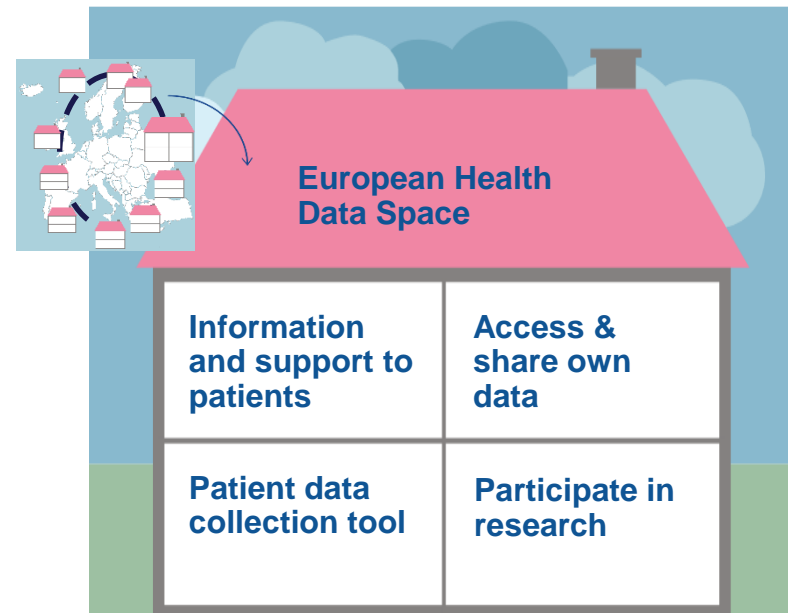 European Health
Data Space
Information
and support to
patients
Access &
share own
data
Patient data
collection tool
Participate in
research